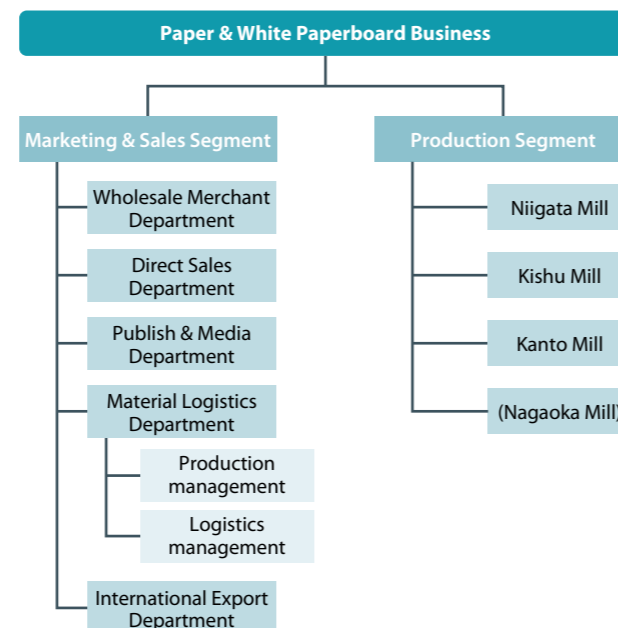 Paper & White Paperboard Business
Marketing & Sales Segment
Wholesale Merchant
Department
Direct Sales
Department
Publish & Media
Department
Material Logistics
Department
Production
management
Logistics
management
International Export
Department
Production Segment
Niigata Mill
Kishu Mill
Kanto Mill
(Nagaoka Mill)